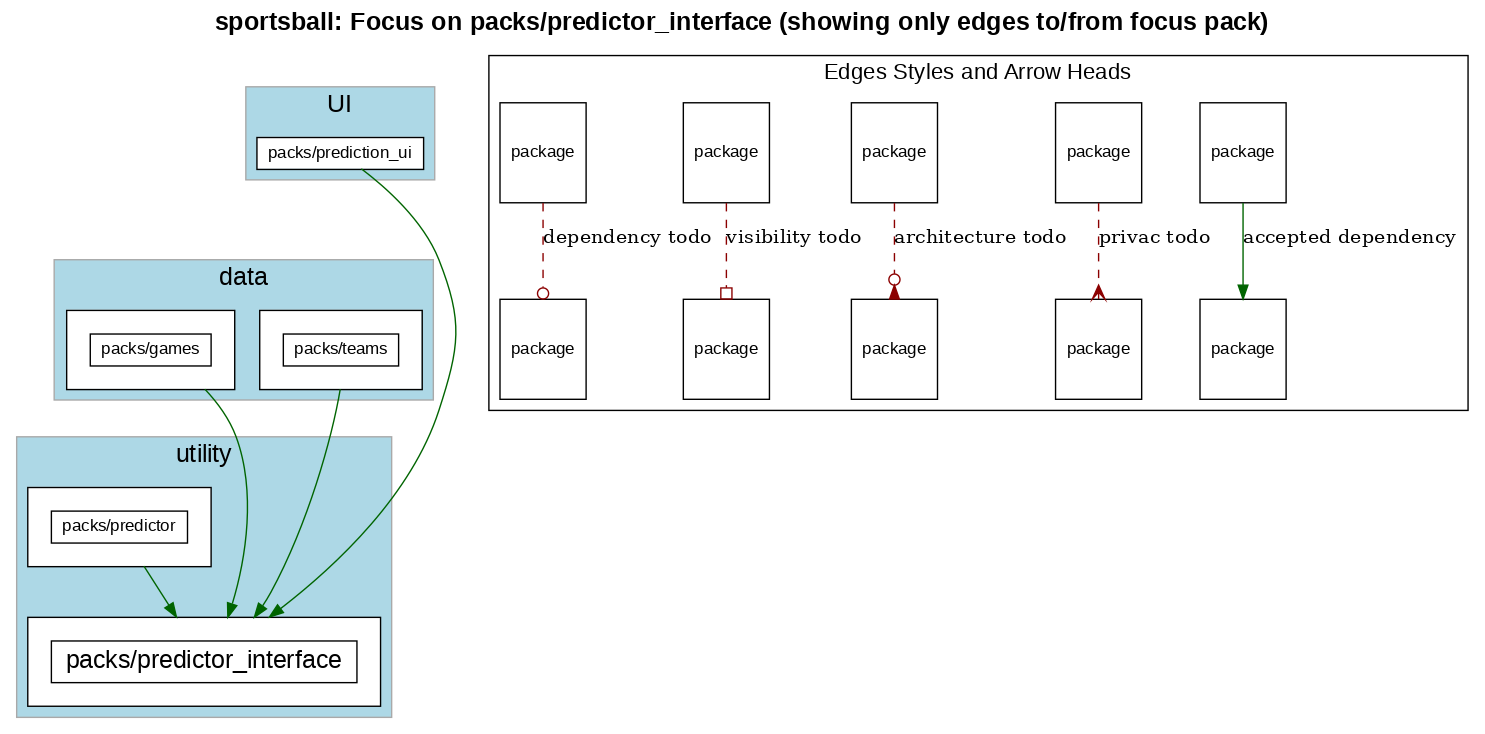 sportsball: Focus on packs/predictor_interface (showing only edges to/from focus pack)
UI
packs/prediction_ui
data
packs/games
packs/teams
utility
packs/predictor
packs/predictor_interface
Edges Styles and Arrow Heads
package
package
package
package
package
dependency todo
visibility todo
architecture todo
privac todo
accepted dependency
package
package
package
package
package